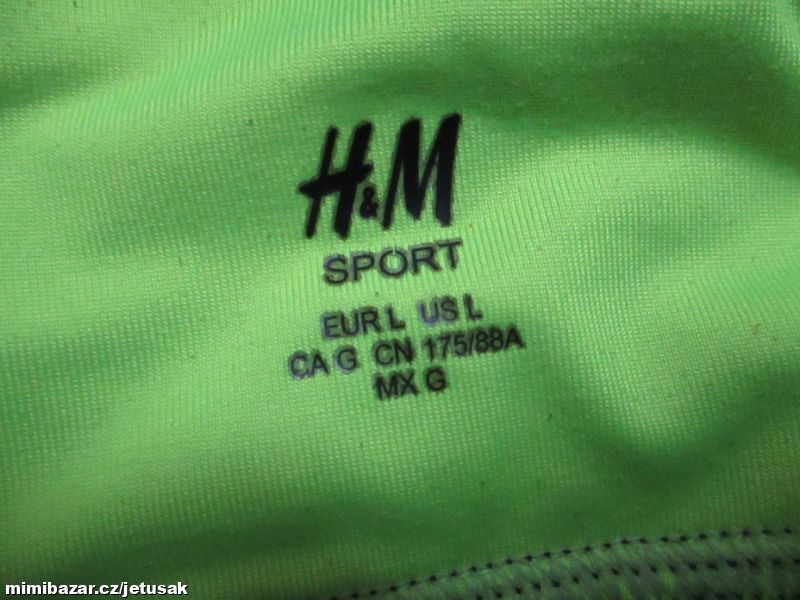 H&M
SPORT
EUR L US L
CA G CN 175/88A
MX G
mimibazar.cz/jetusak